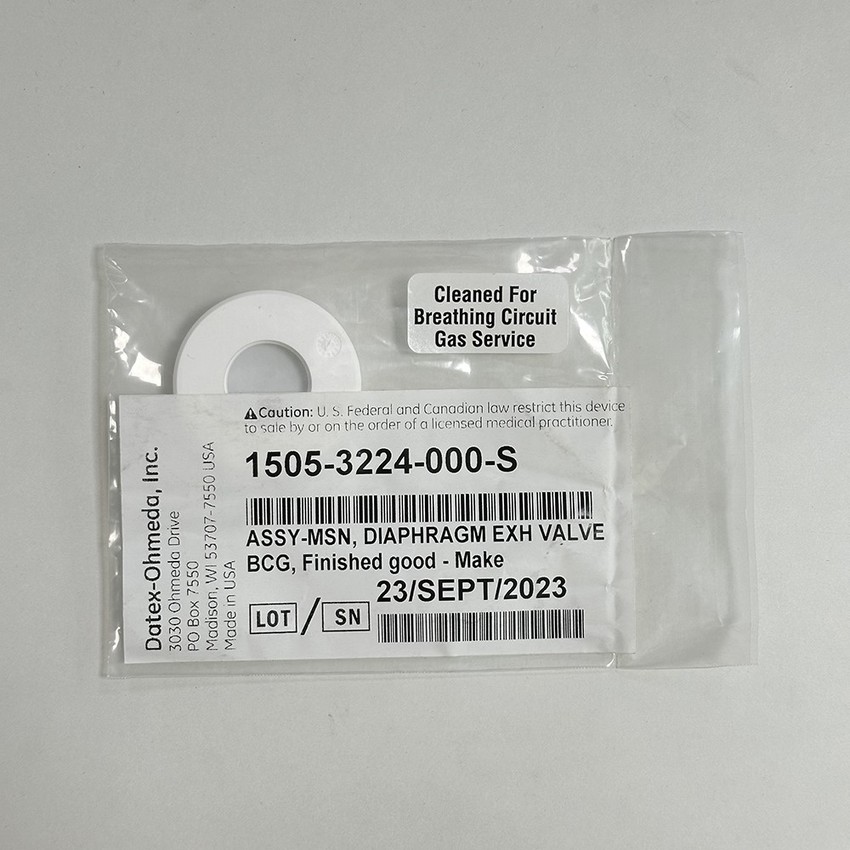 Cleaned For
Breathing Circuit
Gas Service
⚠Caution: U. S. Federal and Canadian law restrict this device
to sale by or on the order of a licensed medical practitioner.
1505-3224-000-S
ASSY-MSN, DIAPHRAGM EXH VALVE
BCG, Finished good - Make
23/SEPT/2023
LOT / SN
Datex-Ohmeda, Inc.
3030 Ohmeda Drive
PO Box 7550
Madison, WI 53707-7550 USA
Made in USA